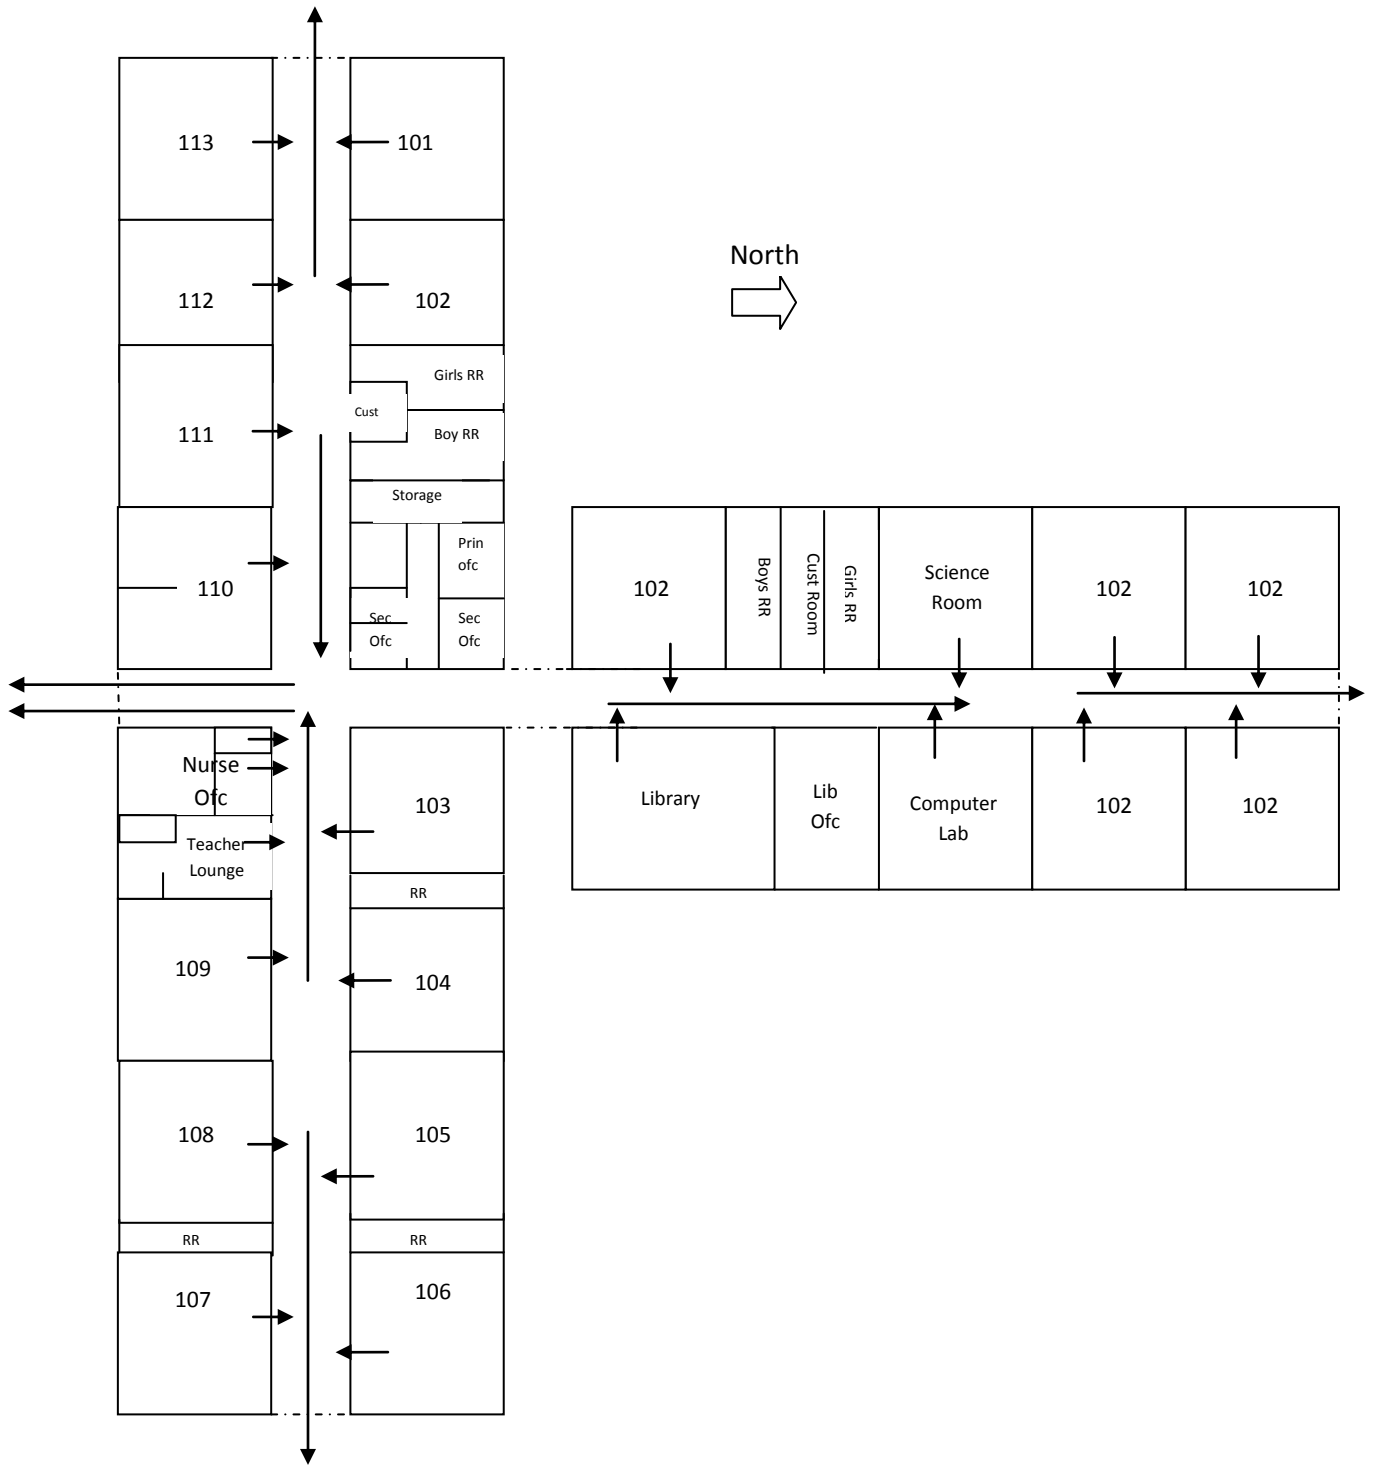 113
101
North
112
102
Girls RR
Cust
111
Boy RR
Storage
Prin
ofc
110
Sec
Ofc
Sec
Ofc
102
Boys RR
Cust Room
Girls RR
Science
Room
102
102
Nurse
Ofc
103
Library
Lib
Ofc
Computer
Lab
102
102
Teacher
Lounge
RR
109
104
108
105
RR
RR
107
106